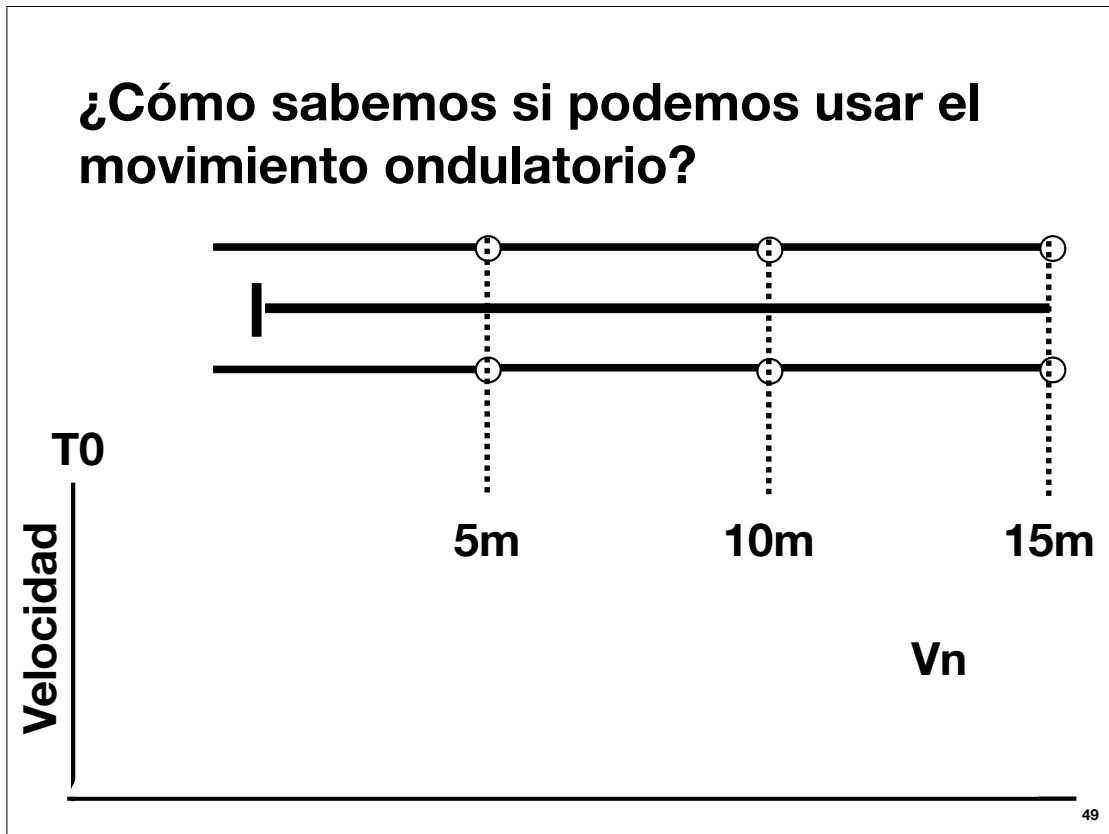 ¿Cómo sabemos si podemos usar el
movimiento ondulatorio?
T0
5m
10m
15m
Velocidad
Vn
49